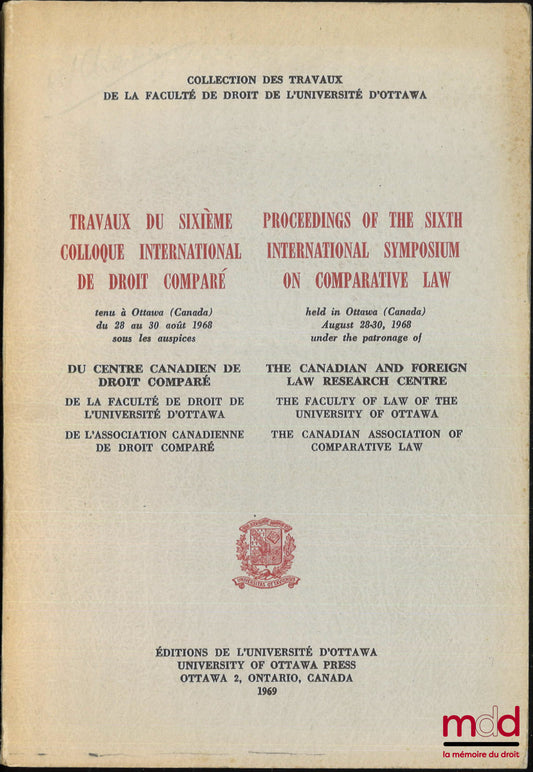 COLLECTION DES TRAVAUX
DE LA FACULTÉ DE DROIT DE L'UNIVERSITÉ D'OTTAWA
TRAVAUX DU SIXIÈME
COLLOQUE INTERNATIONAL
DE DROIT COMPARÉ
tenu à Ottawa (Canada)
du 28 au 30 août 1968
sous les auspices
DU CENTRE CANADIEN DE
DROIT COMPARÉ
DE LA FACULTÉ DE DROIT DE
L'UNIVERSITÉ D'OTTAWA
DE L'ASSOCIATION CANADIENNE
DE DROIT COMPARÉ
PROCEEDINGS OF THE SIXTH
INTERNATIONAL SYMPOSIUM
ON COMPARATIVE LAW
held in Ottawa (Canada)
August 28-30, 1968
under the patronage of
THE CANADIAN AND FOREIGN
LAW RESEARCH CENTRE
THE FACULTY OF LAW OF THE
UNIVERSITY OF OTTAWA
THE CANADIAN ASSOCIATION OF
COMPARATIVE LAW
ÉDITIONS DE L'UNIVERSITÉ D'OTTAWA
UNIVERSITY OF OTTAWA PRESS
OTTAWA 2, ONTARIO, CANADA
1969
mdd
la mémoire du droit